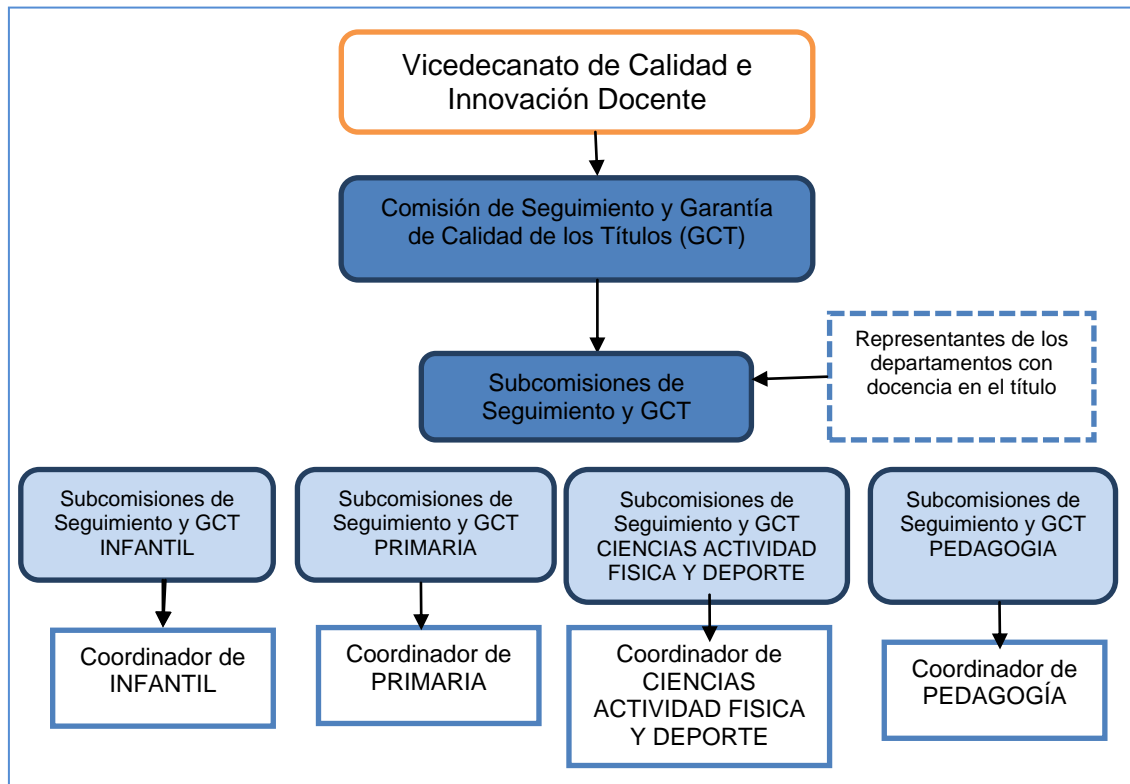 Vicedecanato de Calidad e
Innovación Docente
Comisión de Seguimiento y Garantía
de Calidad de los Títulos (GCT)
Representantes de los
departamentos con
docencia en el título
Subcomisiones de
Seguimiento y GCT
Subcomisiones de
Seguimiento y GCT
INFANTIL
Subcomisiones de
Seguimiento y GCT
PRIMARIA
Subcomisiones de
Seguimiento y GCT
CIENCIAS ACTIVIDAD
FISICA Y DEPORTE
Subcomisiones de
Seguimiento y GCT
PEDAGOGIA
Coordinador de
INFANTIL
Coordinador de
PRIMARIA
Coordinador de
CIENCIAS
ACTIVIDAD FISICA
Y DEPORTE
Coordinador de
PEDAGOGÍA